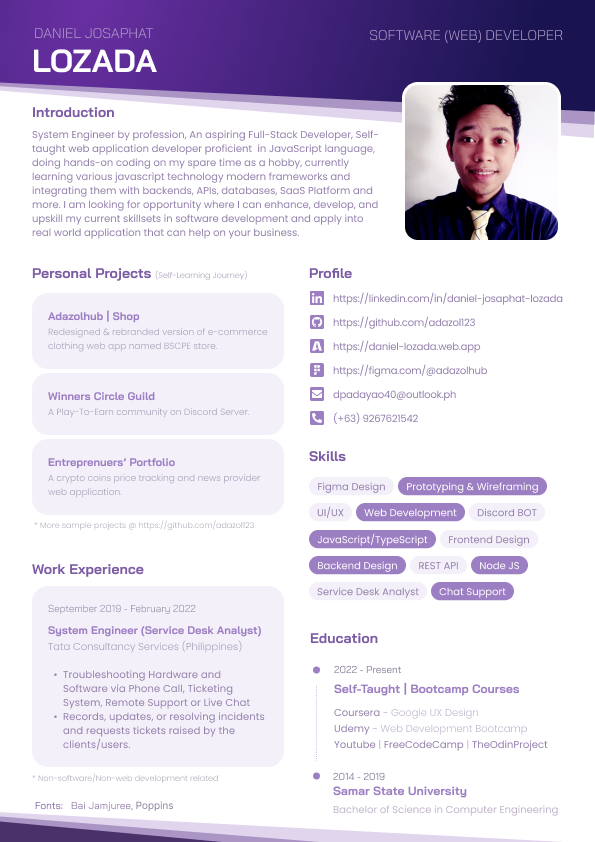 DANIEL JOSAPHAT
LOZADA
SOFTWARE (WEB) DEVELOPER
Introduction
System Engineer by profession, An aspiring Full-Stack Developer, Self-
taught web application developer proficient in JavaScript language,
doing hands-on coding on my spare time as a hobby, currently
learning various javascript technology modern frameworks and
integrating them with backends, APIs, databases, SaaS Platform and
more. I am looking for opportunity where I can enhance, develop, and
upskill my current skillsets in software development and apply into
real world application that can help on your business.
Personal Projects (Self-Learning Journey)
Adazolhub | Shop
Redesigned & rebranded version of e-commerce
clothing web app named BSCPE store.
Winners Circle Guild
A Play-To-Earn community on Discord Server.
Entreprenuers' Portfolio
A crypto coins price tracking and news provider
web application.
* More sample projects @ https://github.com/adazol123
Work Experience
September 2019 - February 2022
System Engineer (Service Desk Analyst)
Tata Consultancy Services (Philippines)
• Troubleshooting Hardware and
Software via Phone Call, Ticketing
System, Remote Support or Live Chat
• Records, updates, or resolving incidents
and requests tickets raised by the
clients/users.
* Non-software/Non-web development related
Fonts: Bai Jamjuree, Poppins
Profile
https://linkedin.com/in/daniel-josaphat-lozada
https://github.com/adazol123
https://daniel-lozada.web.app
https://figma.com/@adazolhub
dpadayao40@outlook.ph
(+63) 9267621542
Skills
Figma Design Prototyping & Wireframing
UI/UX Web Development Discord BOT
JavaScript/TypeScript Frontend Design
Backend Design REST API Node JS
Service Desk Analyst Chat Support
Education
2022 - Present
Self-Taught | Bootcamp Courses
Coursera - Google UX Design
Udemy - Web Development Bootcamp
Youtube | FreeCodeCamp | TheOdinProject
2014 - 2019
Samar State University
Bachelor of Science in Computer Engineering